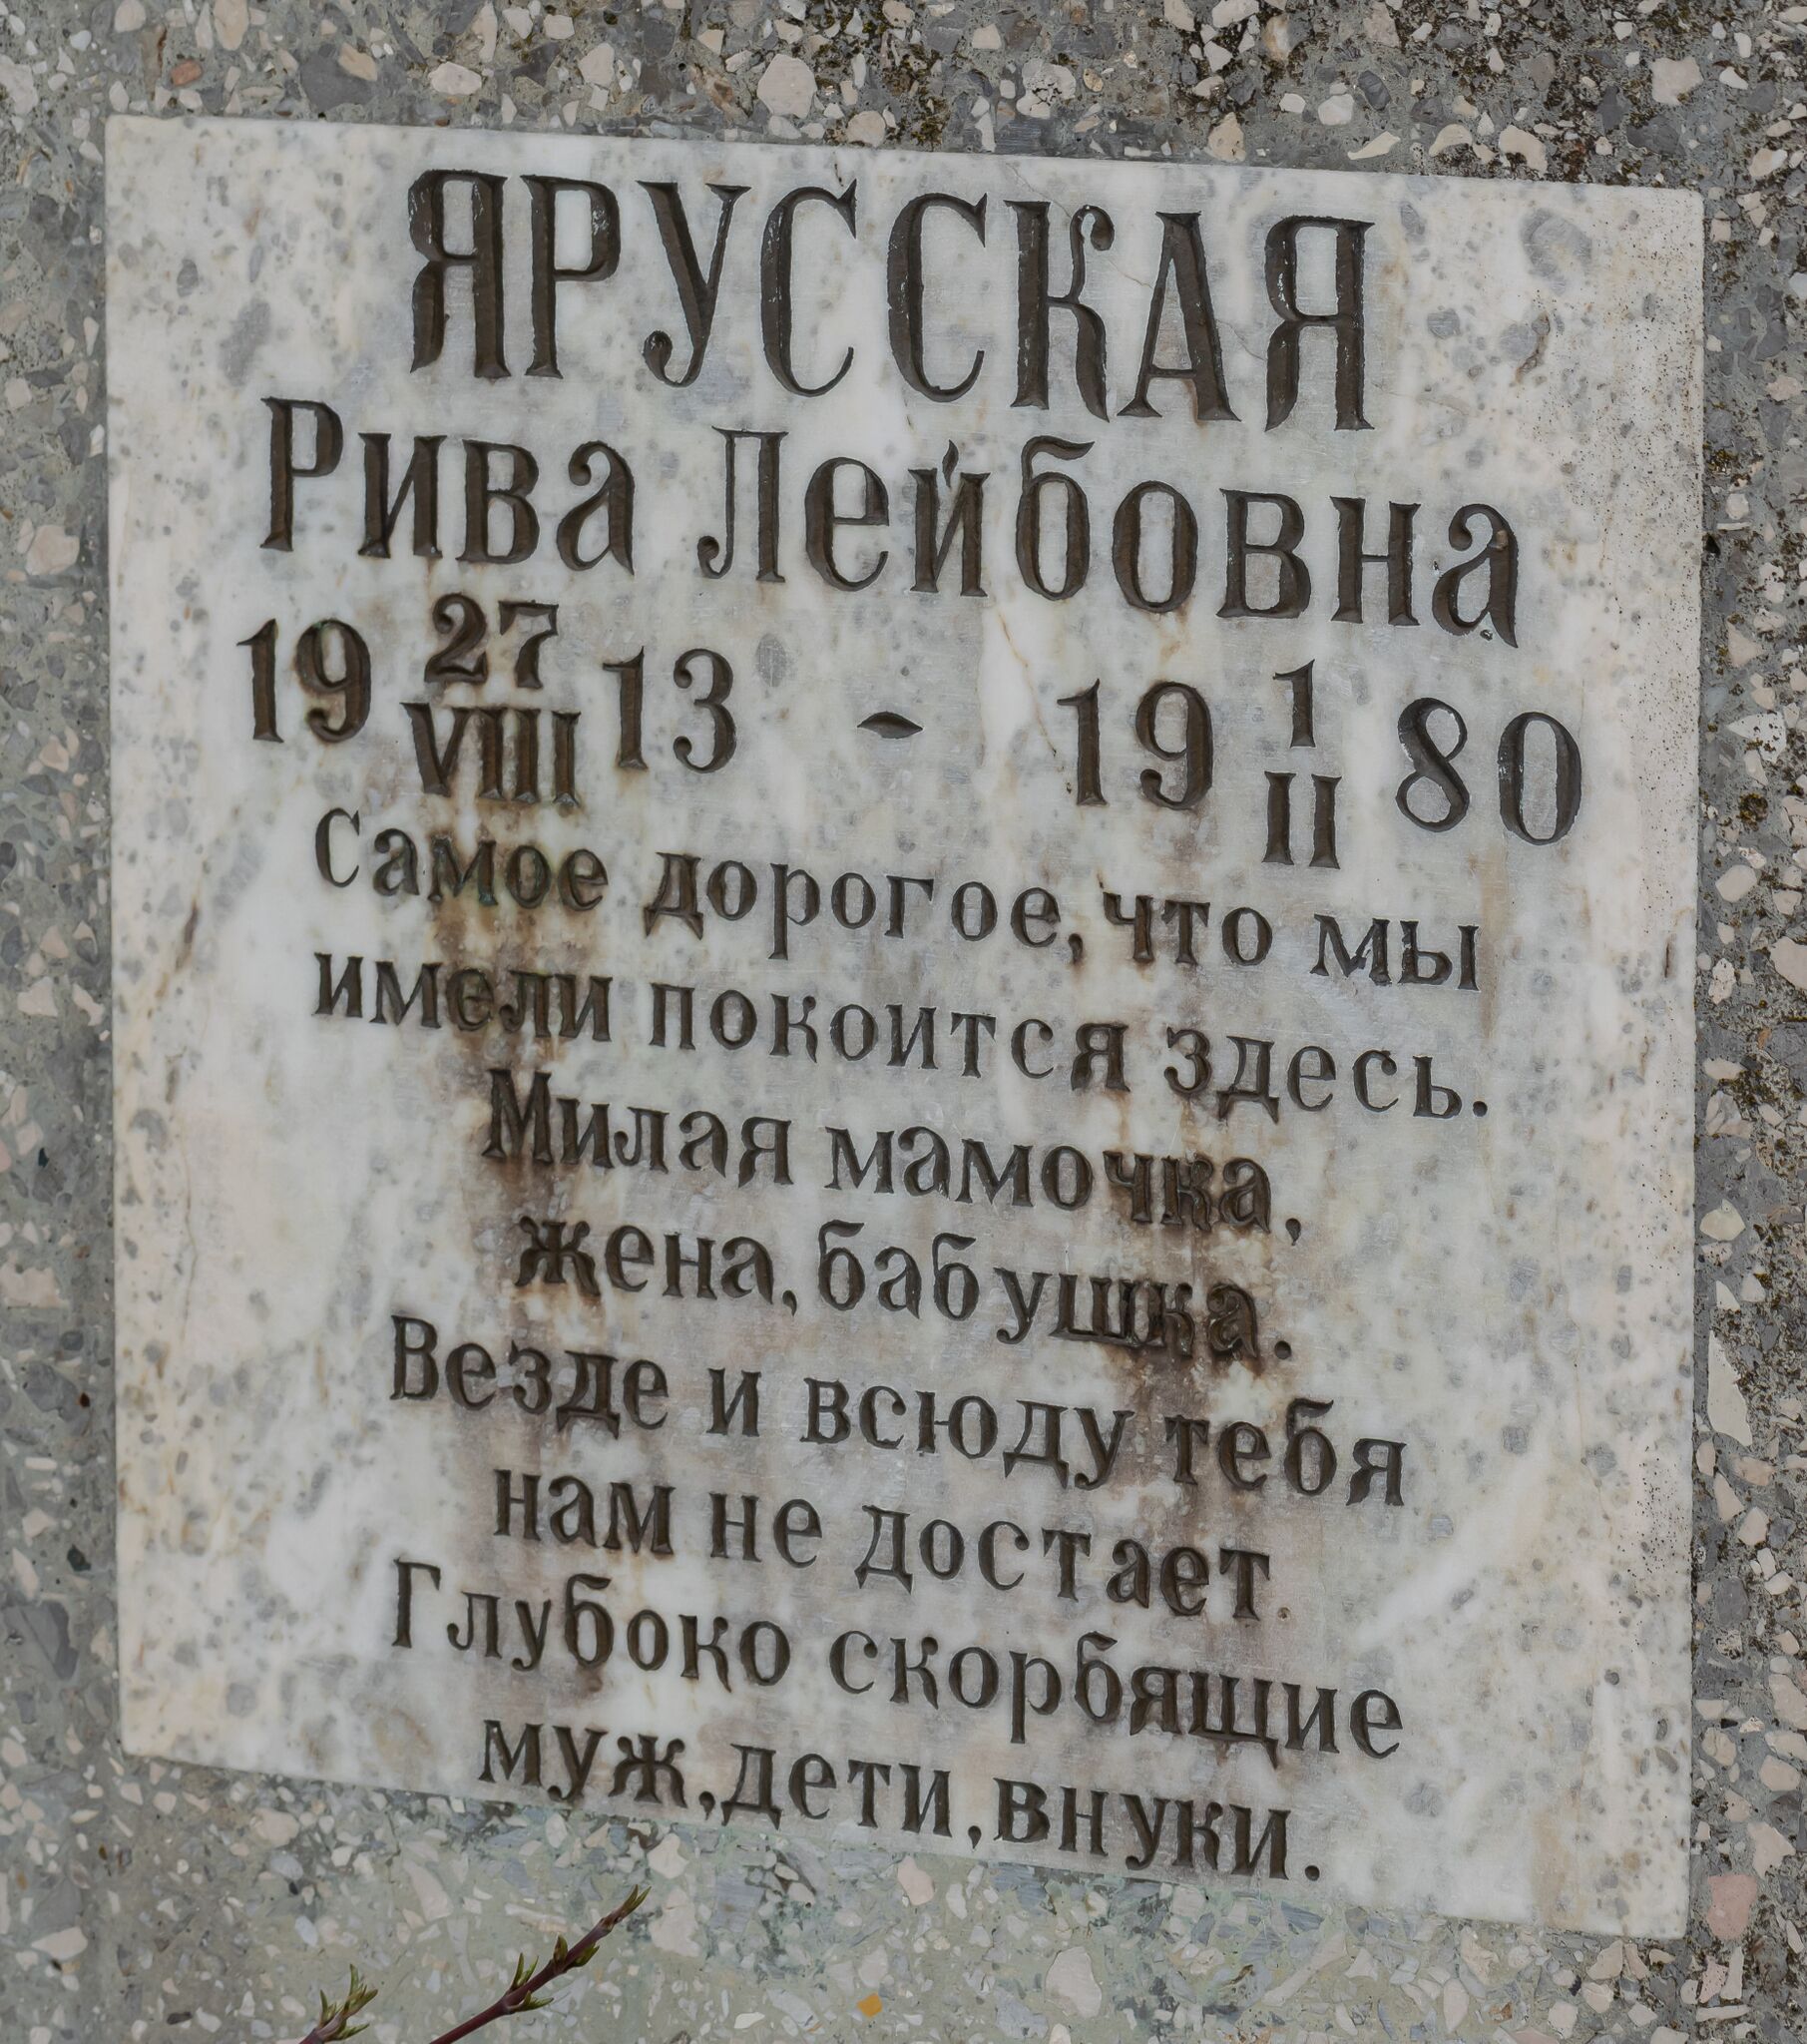 ЯРУССКАЯ
Рива Лейбовна
19 27/VIII 13 - 19 1/II 80
Самое дорогое, что мы
имели покоится здесь.
Милая мамочка,
жена, бабушка.
Везде и всюду тебя
нам не достает.
Глубоко скорбящие
муж, дети, внуки.